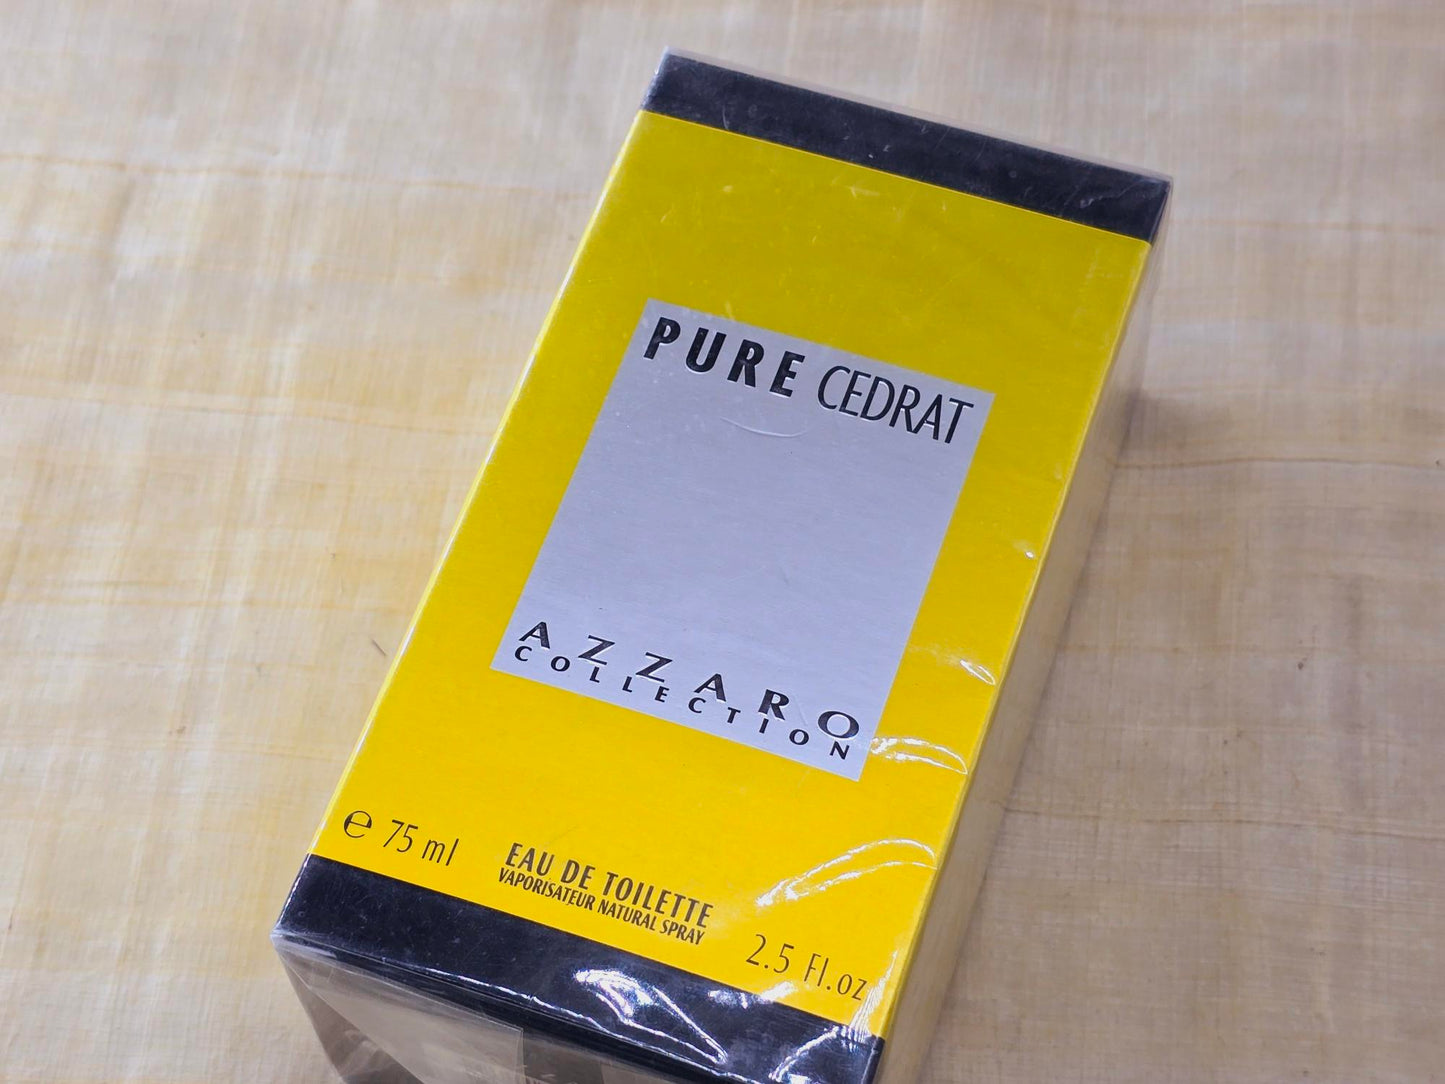 PURE CEDRAT
AZZARO
COLLECTION
℮ 75 ml
EAU DE TOILETTE
VAPORISATEUR NATURAL SPRAY
2.5 Fl.oz